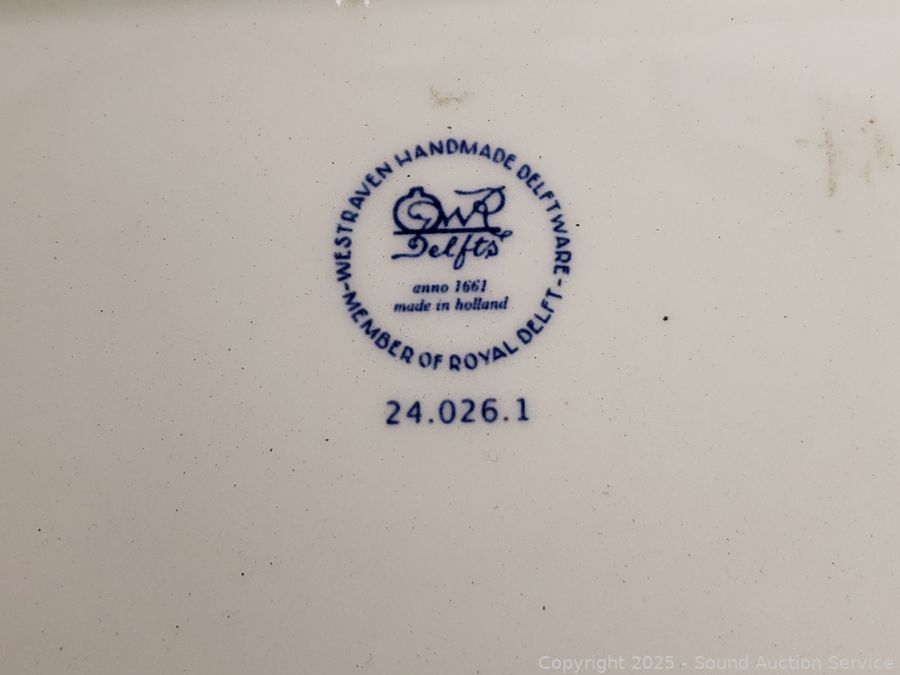 WESTRAVEN HANDMADE DELFTWARE
WR
Delfts
anno 1661
made in holland
MEMBER OF ROYAL DELFT
24.026.1
Copyright 2025 - Sound Auction Service